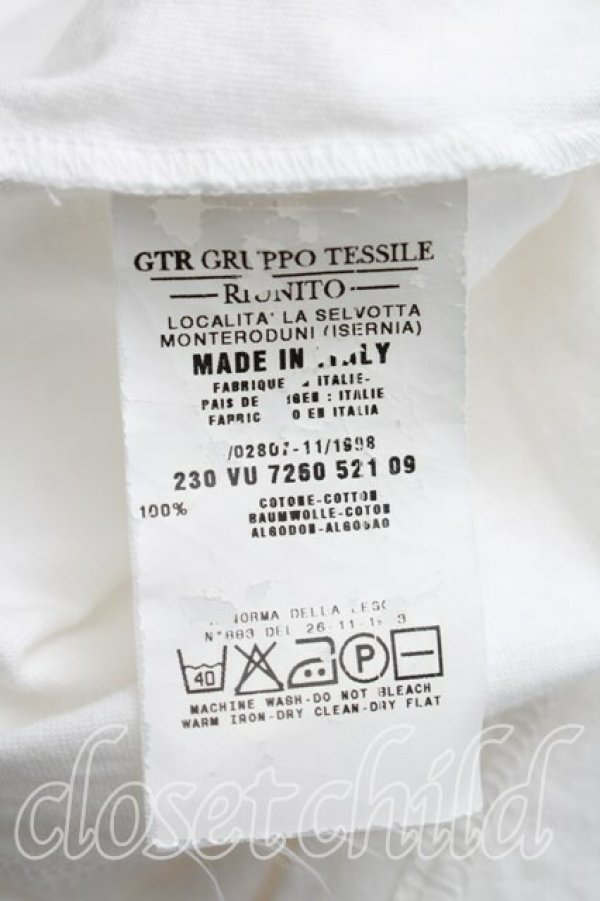 GTR GRUPPO TESSILE
RIUNITO
LOCALITA' LA SELVOTTA
MONTERODUNI (ISERNIA)
MADE IN ITALY
FABRIQUE ITALIE-
PAIS DE : ITALIE
FABRIC EN ITALIA
/02807-11/1998
230 VU 7260 521 09
100% COTONE-COTTON
BAUMWOLLE-COTON
ALGODON-ALGODAO
NORMA DELLA
N°883 DEL 26-11-
40 P
MACHINE WASH-DO NOT BLEACH
WARM IRON-DRY CLEAN-DRY FLAT
closetchild